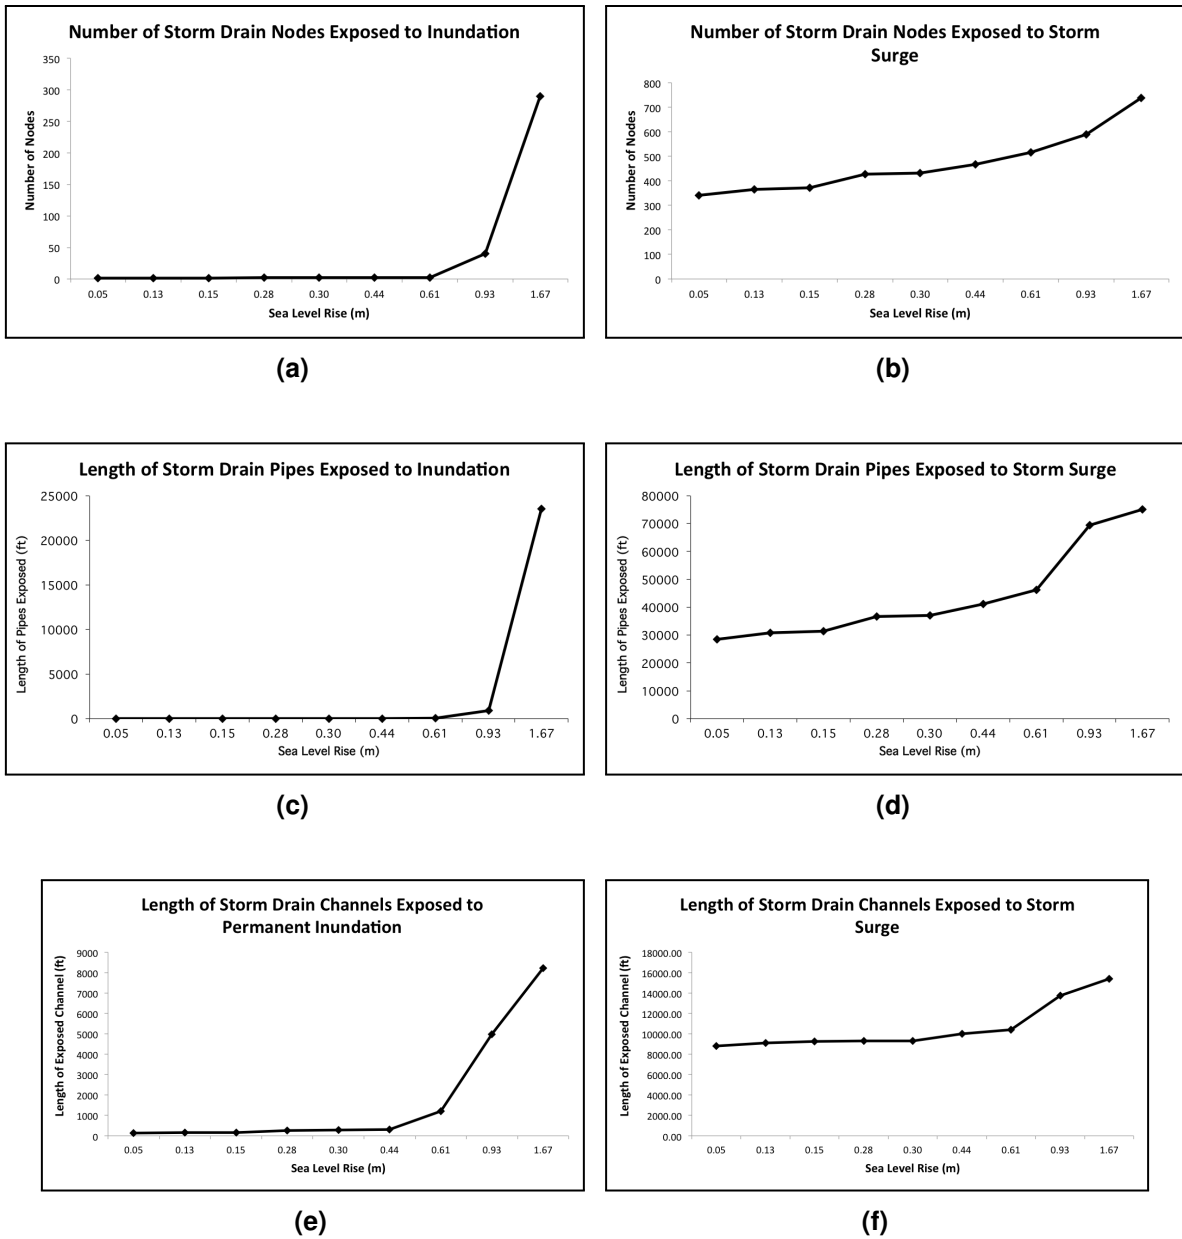 Number of Storm Drain Nodes Exposed to Inundation
350
300
250
200
150
100
50
0
Number of Nodes
0.05 0.13 0.15 0.28 0.30 0.44 0.61 0.93 1.67
Sea Level Rise (m)
(a)
Number of Storm Drain Nodes Exposed to Storm
Surge
800
700
600
500
400
300
200
100
0
Number of Nodes
0.05 0.13 0.15 0.28 0.30 0.44 0.61 0.93 1.67
Sea Level Rise (m)
(b)
Length of Storm Drain Pipes Exposed to Inundation
25000
20000
15000
10000
5000
0
Length of Pipes Exposed (ft)
0.05 0.13 0.15 0.28 0.30 0.44 0.61 0.93 1.67
Sea Level Rise (m)
(c)
Length of Storm Drain Pipes Exposed to Storm Surge
80000
70000
60000
50000
40000
30000
20000
10000
0
Length of Pipes Exposed (ft)
0.05 0.13 0.15 0.28 0.30 0.44 0.61 0.93 1.67
Sea Level Rise (m)
(d)
Length of Storm Drain Channels Exposed to
Permanent Inundation
9000
8000
7000
6000
5000
4000
3000
2000
1000
0
Length of Exposed Channel (ft)
0.05 0.13 0.15 0.28 0.30 0.44 0.61 0.93 1.67
Sea Level Rise (m)
(e)
Length of Storm Drain Channels Exposed to Storm
Surge
18000.00
16000.00
14000.00
12000.00
10000.00
8000.00
6000.00
4000.00
2000.00
0.00
Length of Exposed Channel (ft)
0.05 0.13 0.15 0.28 0.30 0.44 0.61 0.93 1.67
Sea Level Rise (m)
(f)